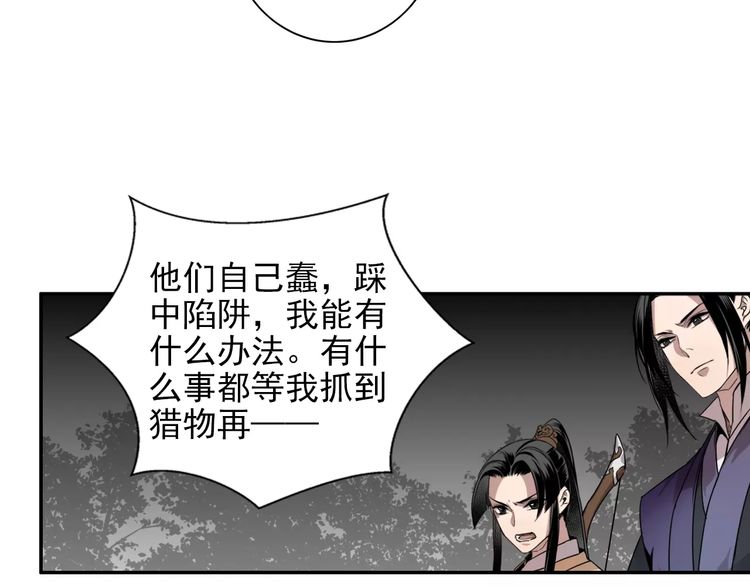 他们自己蠢，踩
中陷阱，我能有
什么办法。有什
么事都等我抓到
猎物再——